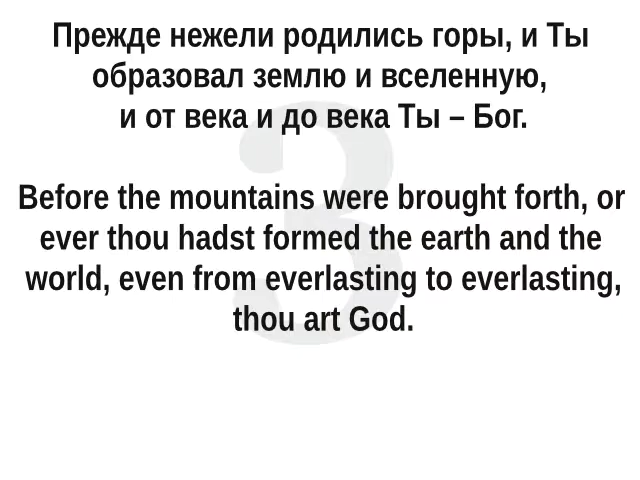 Прежде нежели родились горы, и Ты
образовал землю и вселенную,
и от века и до века Ты – Бог.
Before the mountains were brought forth, or
ever thou hadst formed the earth and the
world, even from everlasting to everlasting,
thou art God.
3